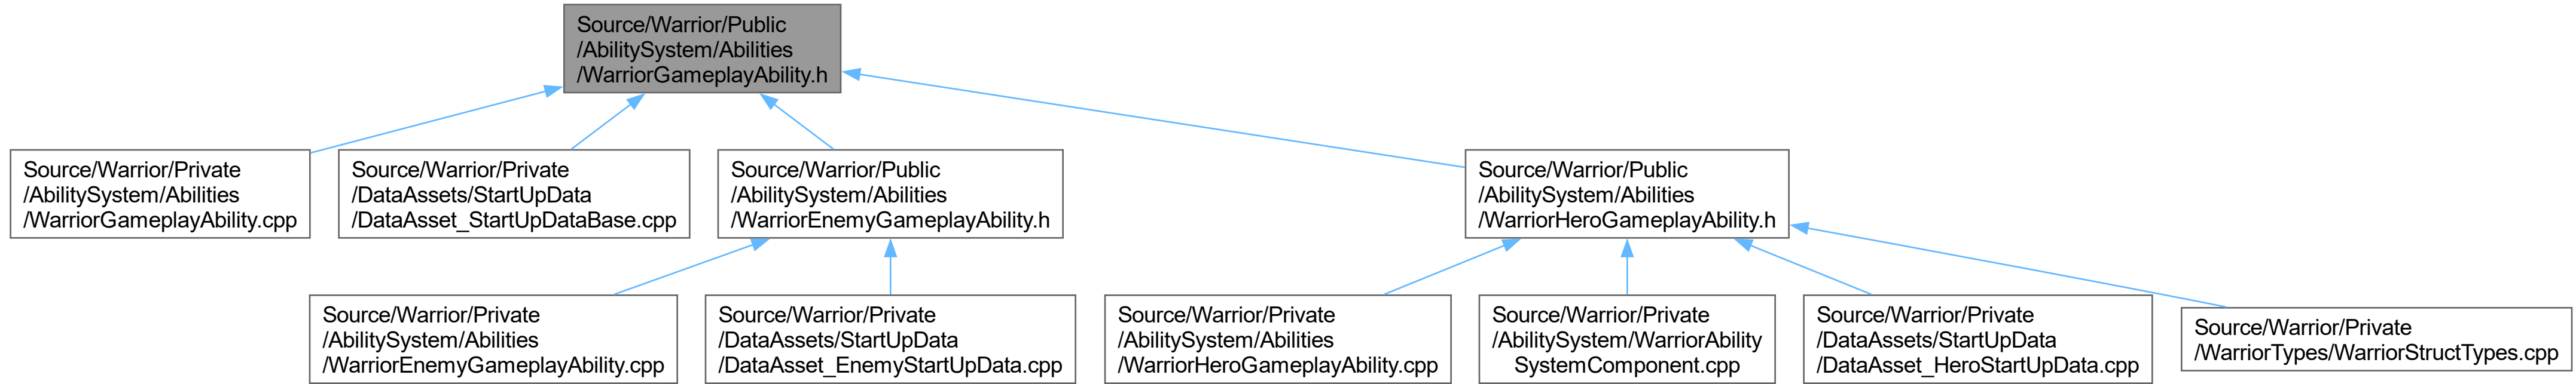 Source/Warrior/Public
/AbilitySystem/Abilities
/WarriorGameplayAbility.h
Source/Warrior/Private
/AbilitySystem/Abilities
/WarriorGameplayAbility.cpp
Source/Warrior/Private
/DataAssets/StartUpData
/DataAsset_StartUpDataBase.cpp
Source/Warrior/Public
/AbilitySystem/Abilities
/WarriorEnemyGameplayAbility.h
Source/Warrior/Public
/AbilitySystem/Abilities
/WarriorHeroGameplayAbility.h
Source/Warrior/Private
/AbilitySystem/Abilities
/WarriorEnemyGameplayAbility.cpp
Source/Warrior/Private
/DataAssets/StartUpData
/DataAsset_EnemyStartUpData.cpp
Source/Warrior/Private
/AbilitySystem/Abilities
/WarriorHeroGameplayAbility.cpp
Source/Warrior/Private
/AbilitySystem/WarriorAbility
SystemComponent.cpp
Source/Warrior/Private
/DataAssets/StartUpData
/DataAsset_HeroStartUpData.cpp
Source/Warrior/Private
/WarriorTypes/WarriorStructTypes.cpp